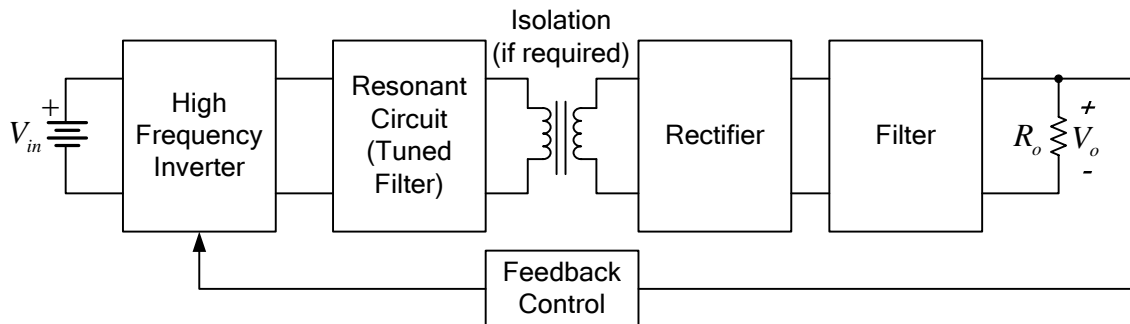 Isolation
(if required)
High
Frequency
Inverter
Resonant
Circuit
(Tuned
Filter)
Rectifier
Filter
+
V_in
R_o
+
V_o
-
Feedback
Control